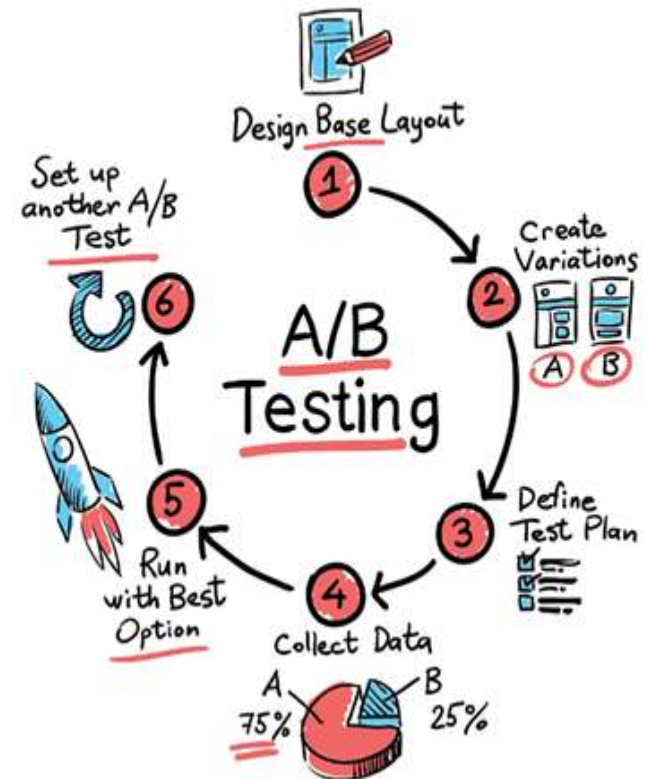 A/B
Testing
Design Base Layout
1
2
Create
Variations
A B
3
Define
Test Plan
4
Collect Data
A B
75% 25%
5
Run
with Best
Option
6
Set up
another A/B
Test